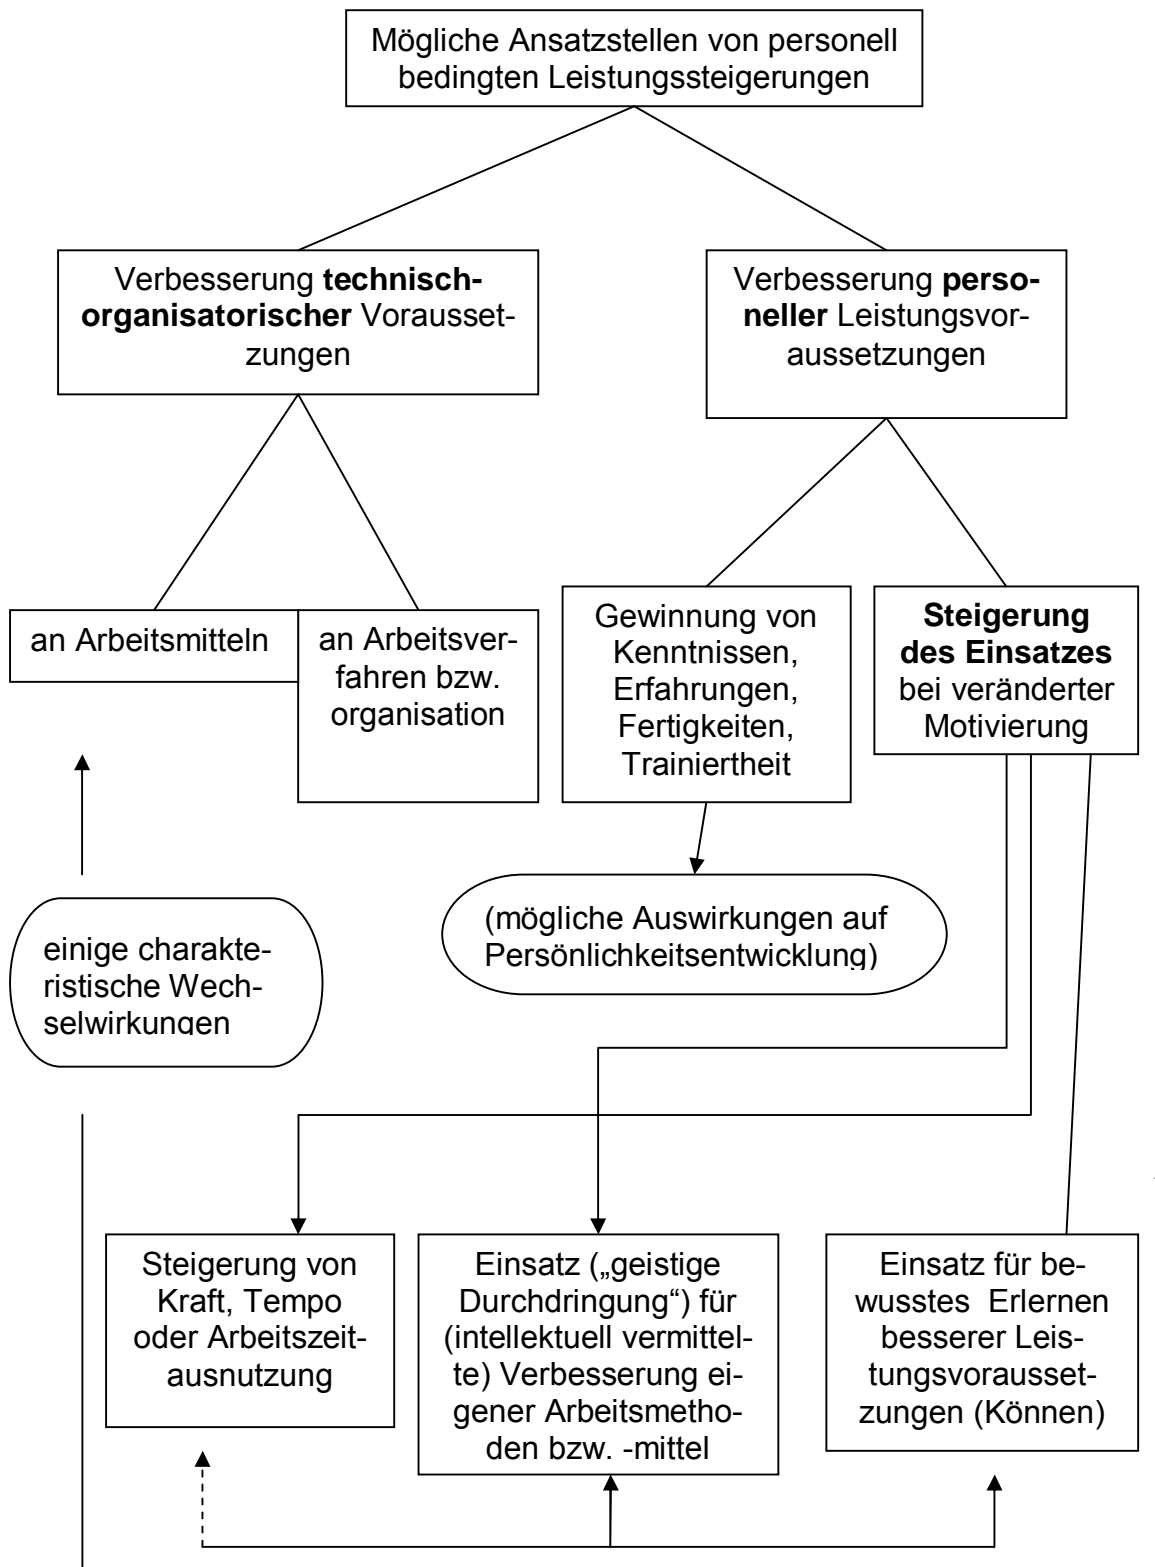 Mögliche Ansatzstellen von personell
bedingten Leistungssteigerungen
Verbesserung technisch-
organisatorischer Vorausset-
zungen
Verbesserung perso-
neller Leistungsvor-
aussetzungen
an Arbeitsmitteln
an Arbeitsver-
fahren bzw.
organisation
Gewinnung von
Kenntnissen,
Erfahrungen,
Fertigkeiten,
Trainiertheit
Steigerung
des Einsatzes
bei veränderter
Motivierung
(mögliche Auswirkungen auf
Persönlichkeitsentwicklung)
einige charakte-
ristische Wech-
selwirkungen
Steigerung von
Kraft, Tempo
oder Arbeitszeit-
ausnutzung
Einsatz („geistige
Durchdringung“) für
(intellektuell vermittel-
te) Verbesserung ei-
gener Arbeitsmetho-
den bzw. -mittel
Einsatz für be-
wusstes  Erlernen
besserer Leis-
tungsvorausset-
zungen (Können)